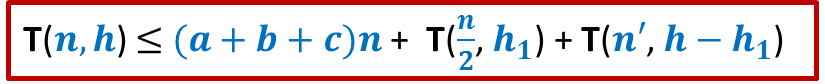 T(n, h) ≤ (a + b + c)n + T(n/2, h₁) + T(n′, h − h₁)